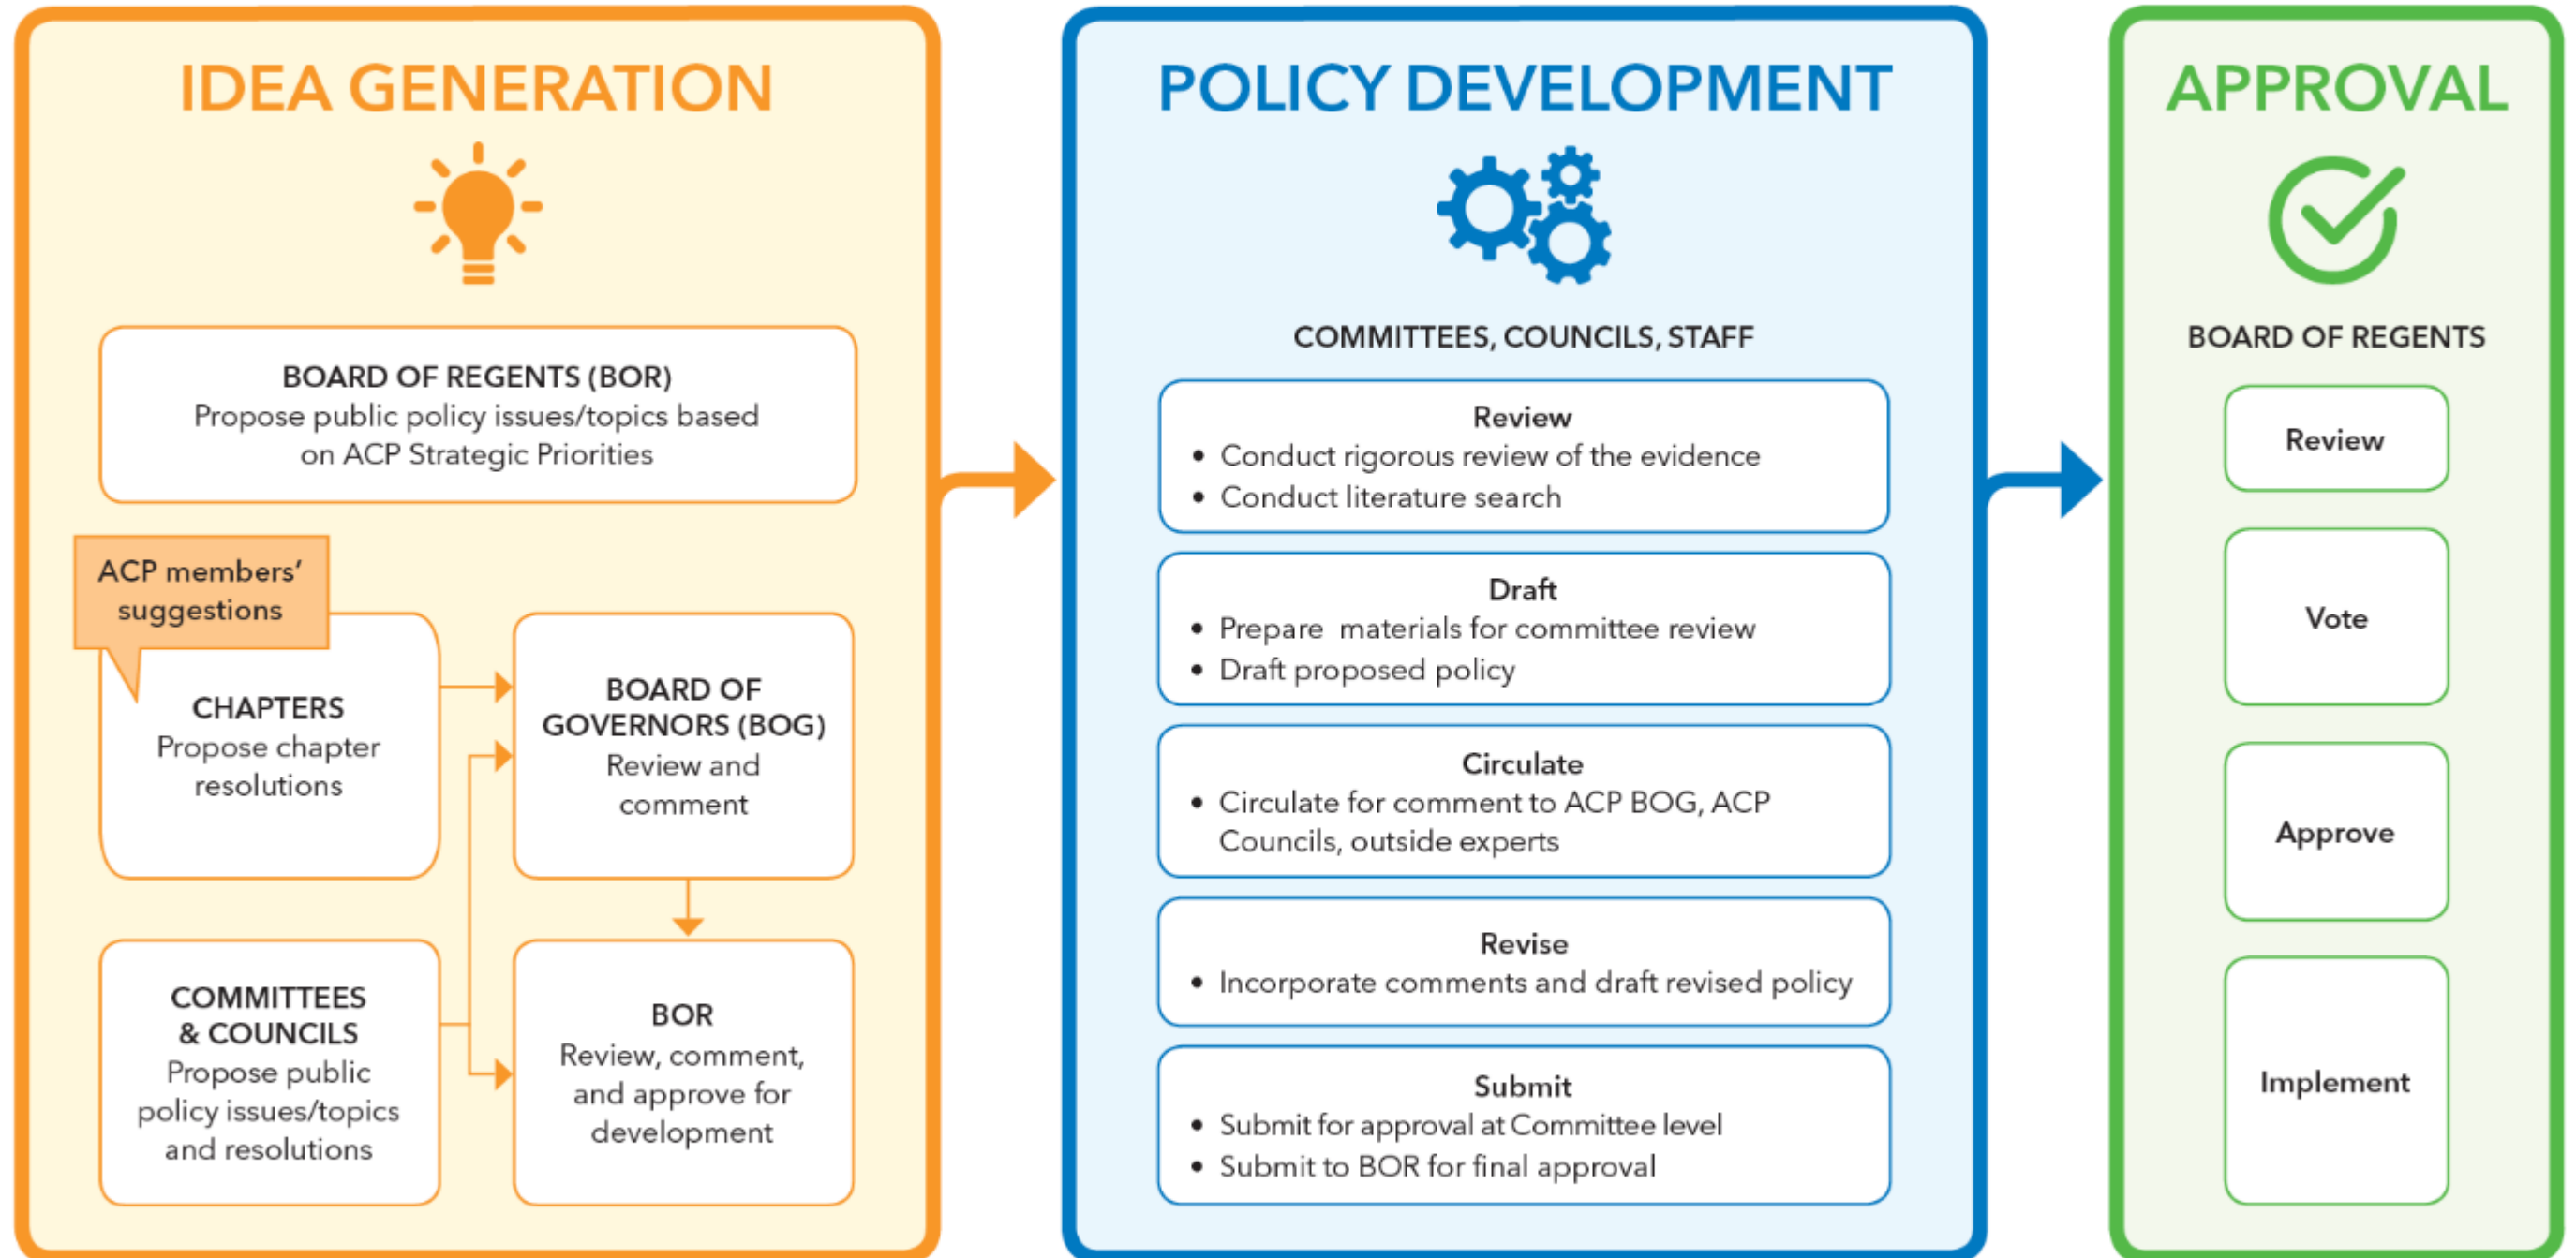 IDEA GENERATION
BOARD OF REGENTS (BOR)
Propose public policy issues/topics based
on ACP Strategic Priorities
ACP members’
suggestions
CHAPTERS
Propose chapter
resolutions
BOARD OF
GOVERNORS (BOG)
Review and
comment
COMMITTEES
& COUNCILS
Propose public
policy issues/topics
and resolutions
BOR
Review, comment,
and approve for
development
POLICY DEVELOPMENT
COMMITTEES, COUNCILS, STAFF
Review
• Conduct rigorous review of the evidence
• Conduct literature search
Draft
• Prepare materials for committee review
• Draft proposed policy
Circulate
• Circulate for comment to ACP BOG, ACP
Councils, outside experts
Revise
• Incorporate comments and draft revised policy
Submit
• Submit for approval at Committee level
• Submit to BOR for final approval
APPROVAL
BOARD OF REGENTS
Review
Vote
Approve
Implement